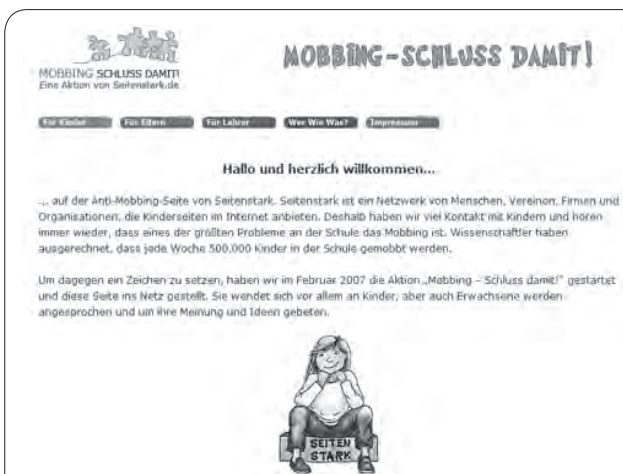 MOBBING-SCHLUSS DAMIT!
MOBBING SCHLUSS DAMIT!
Eine Aktion von Seitenstark.de
Für Kinder Für Eltern Für Lehrer Wer Wie Was? Impressum
Hallo und herzlich willkommen...
... auf der Anti-Mobbing-Seite von Seitenstark. Seitenstark ist ein Netzwerk von Menschen, Vereinen, Firmen und
Organisationen, die Kinderseiten im Internet anbieten. Deshalb haben wir viel Kontakt mit Kindern und hören
immer wieder, dass eines der größten Probleme an der Schule das Mobbing ist. Wissenschaftler haben
ausgerechnet, dass jede Woche 500.000 Kinder in der Schule gemobbt werden.
Um dagegen ein Zeichen zu setzen, haben wir im Februar 2007 die Aktion „Mobbing – Schluss damit!" gestartet
und diese Seite ins Netz gestellt. Sie wendet sich vor allem an Kinder, aber auch Erwachsene werden
angesprochen und um ihre Meinung und Ideen gebeten.
SEITEN
STARK